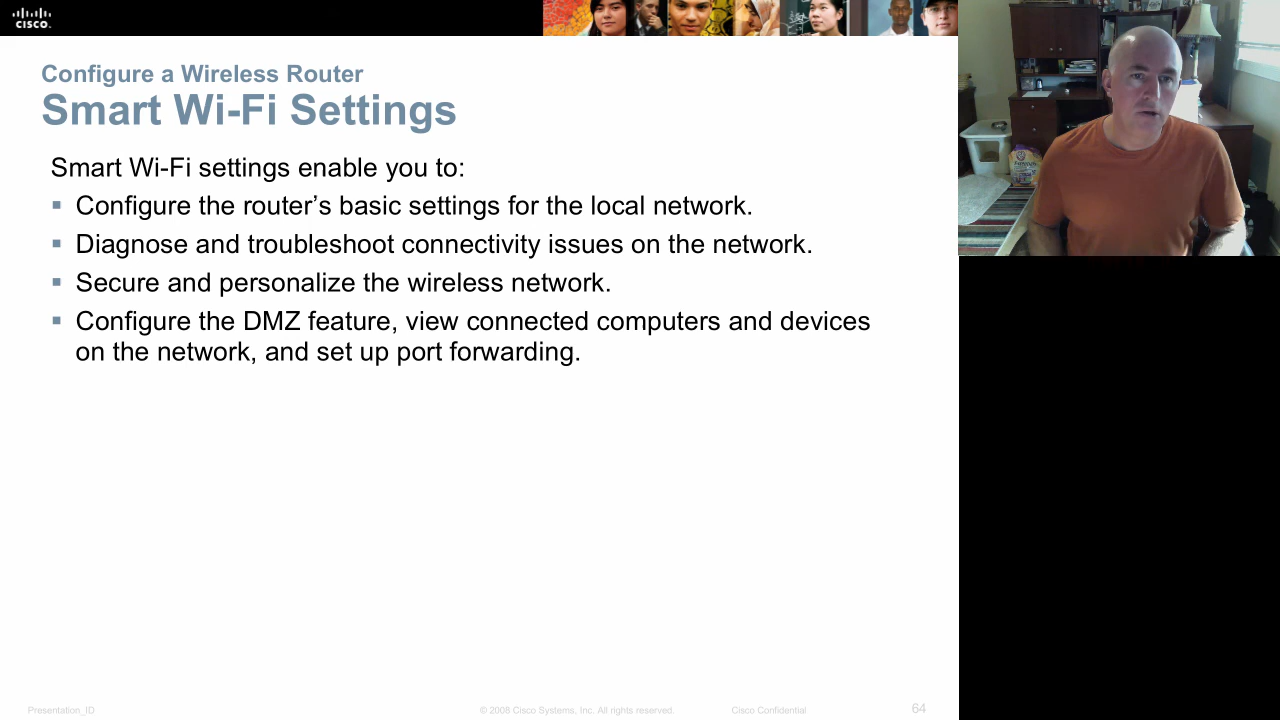 CISCO.
Configure a Wireless Router
Smart Wi-Fi Settings
Smart Wi-Fi settings enable you to:
Configure the router’s basic settings for the local network.
Diagnose and troubleshoot connectivity issues on the network.
Secure and personalize the wireless network.
Configure the DMZ feature, view connected computers and devices
on the network, and set up port forwarding.
Presentation_ID
© 2008 Cisco Systems, Inc. All rights reserved.
Cisco Confidential
64